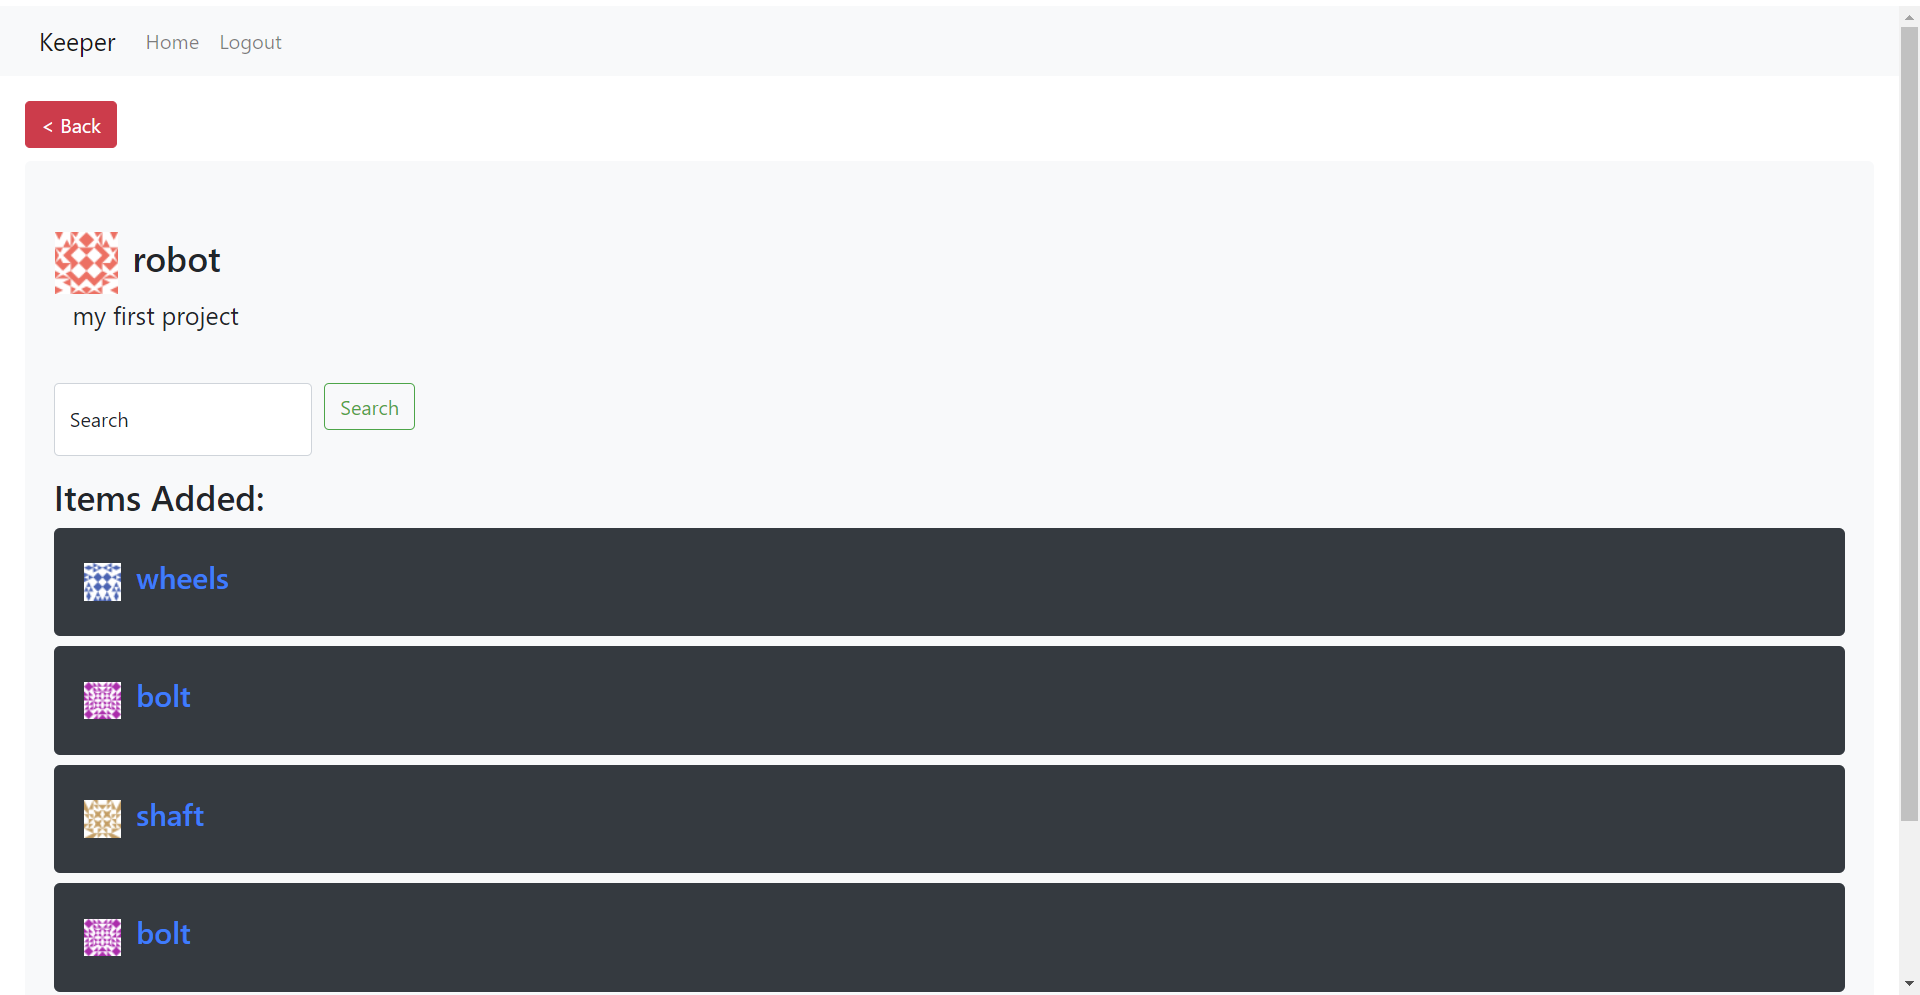 Keeper Home Logout
< Back
robot
my first project
Search Search
Items Added:
wheels
bolt
shaft
bolt